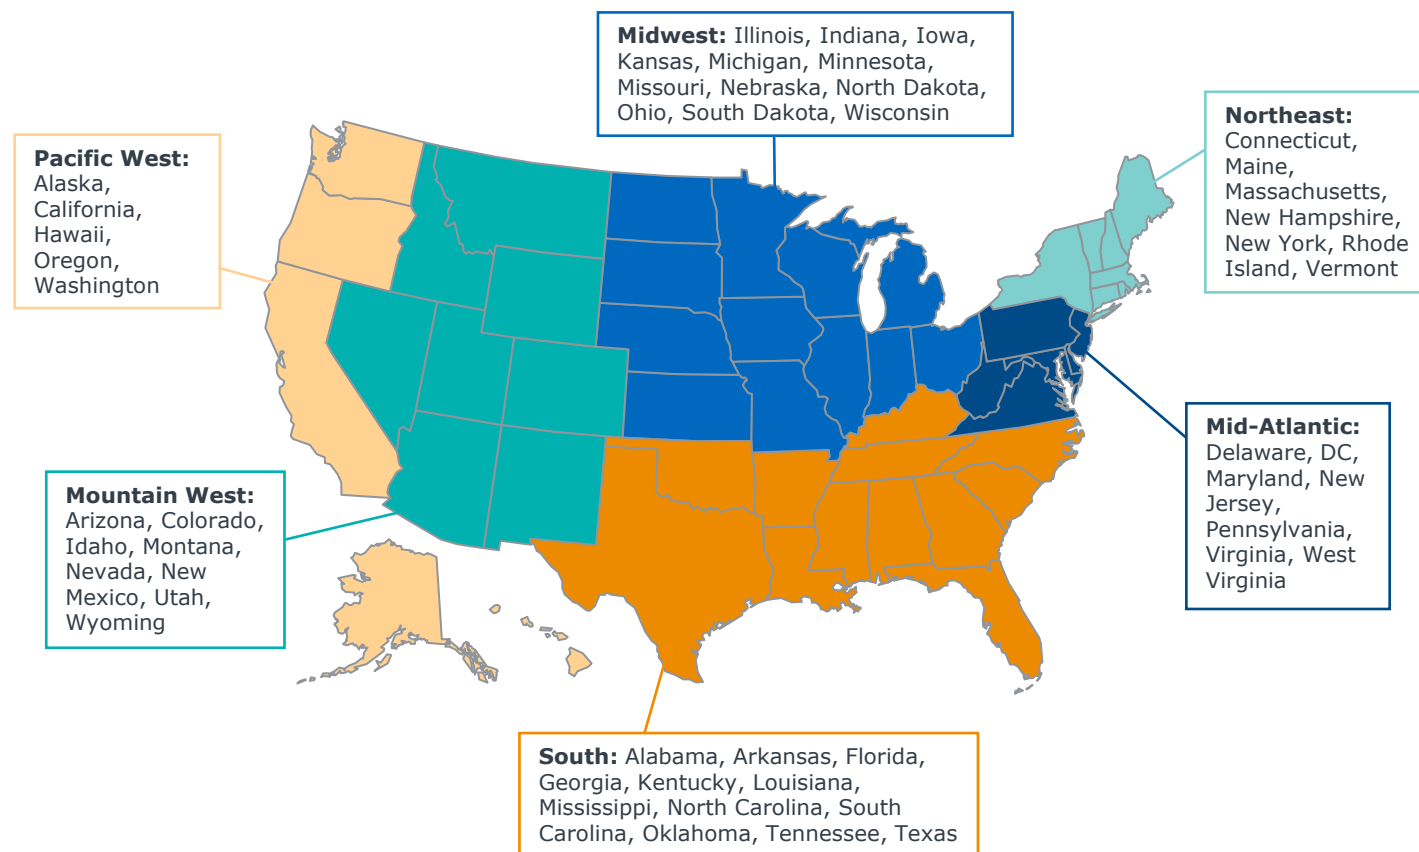 Midwest: Illinois, Indiana, Iowa,
Kansas, Michigan, Minnesota,
Missouri, Nebraska, North Dakota,
Ohio, South Dakota, Wisconsin
Northeast:
Connecticut,
Maine,
Massachusetts,
New Hampshire,
New York, Rhode
Island, Vermont
Pacific West:
Alaska,
California,
Hawaii,
Oregon,
Washington
Mid-Atlantic:
Delaware, DC,
Maryland, New
Jersey,
Pennsylvania,
Virginia, West
Virginia
Mountain West:
Arizona, Colorado,
Idaho, Montana,
Nevada, New
Mexico, Utah,
Wyoming
South: Alabama, Arkansas, Florida,
Georgia, Kentucky, Louisiana,
Mississippi, North Carolina, South
Carolina, Oklahoma, Tennessee, Texas